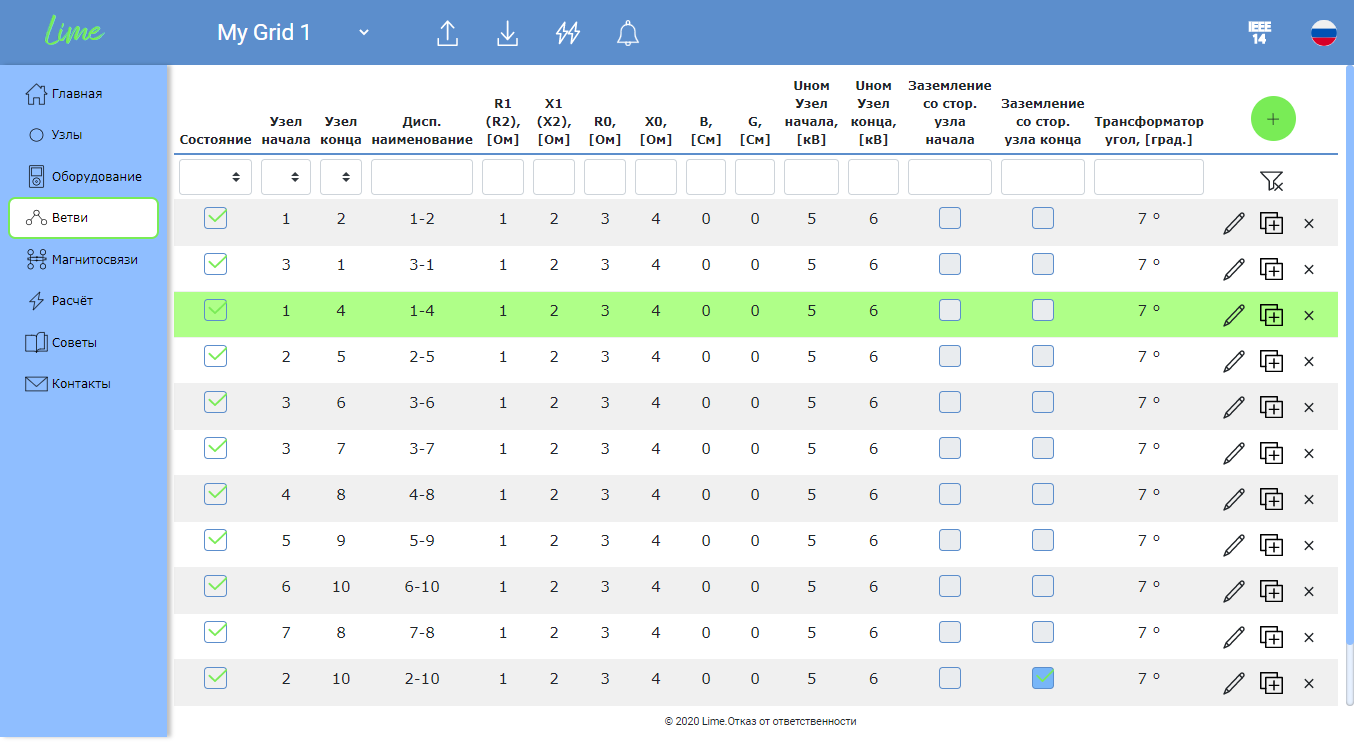 Lime
My Grid 1
IEEE
14
Главная
Узлы
Оборудование
Ветви
Магнитосвязи
Расчёт
Советы
Контакты
Состояние
Узел
начала
Узел
конца
Дисп.
наименование
R1
(R2),
[Ом]
X1
(X2),
[Ом]
R0,
[Ом]
X0,
[Ом]
B,
[См]
G,
[См]
Uном
Узел
начала,
[кВ]
Uном
Узел
конца,
[кВ]
Заземление
со стор.
узла
начала
Заземление
со стор.
узла конца
Трансформатор
угол, [град.]
1 2 1-2 1 2 3 4 0 0 5 6 7 º
3 1 3-1 1 2 3 4 0 0 5 6 7 º
1 4 1-4 1 2 3 4 0 0 5 6 7 º
2 5 2-5 1 2 3 4 0 0 5 6 7 º
3 6 3-6 1 2 3 4 0 0 5 6 7 º
3 7 3-7 1 2 3 4 0 0 5 6 7 º
4 8 4-8 1 2 3 4 0 0 5 6 7 º
5 9 5-9 1 2 3 4 0 0 5 6 7 º
6 10 6-10 1 2 3 4 0 0 5 6 7 º
7 8 7-8 1 2 3 4 0 0 5 6 7 º
2 10 2-10 1 2 3 4 0 0 5 6 7 º
© 2020 Lime.Отказ от ответственности